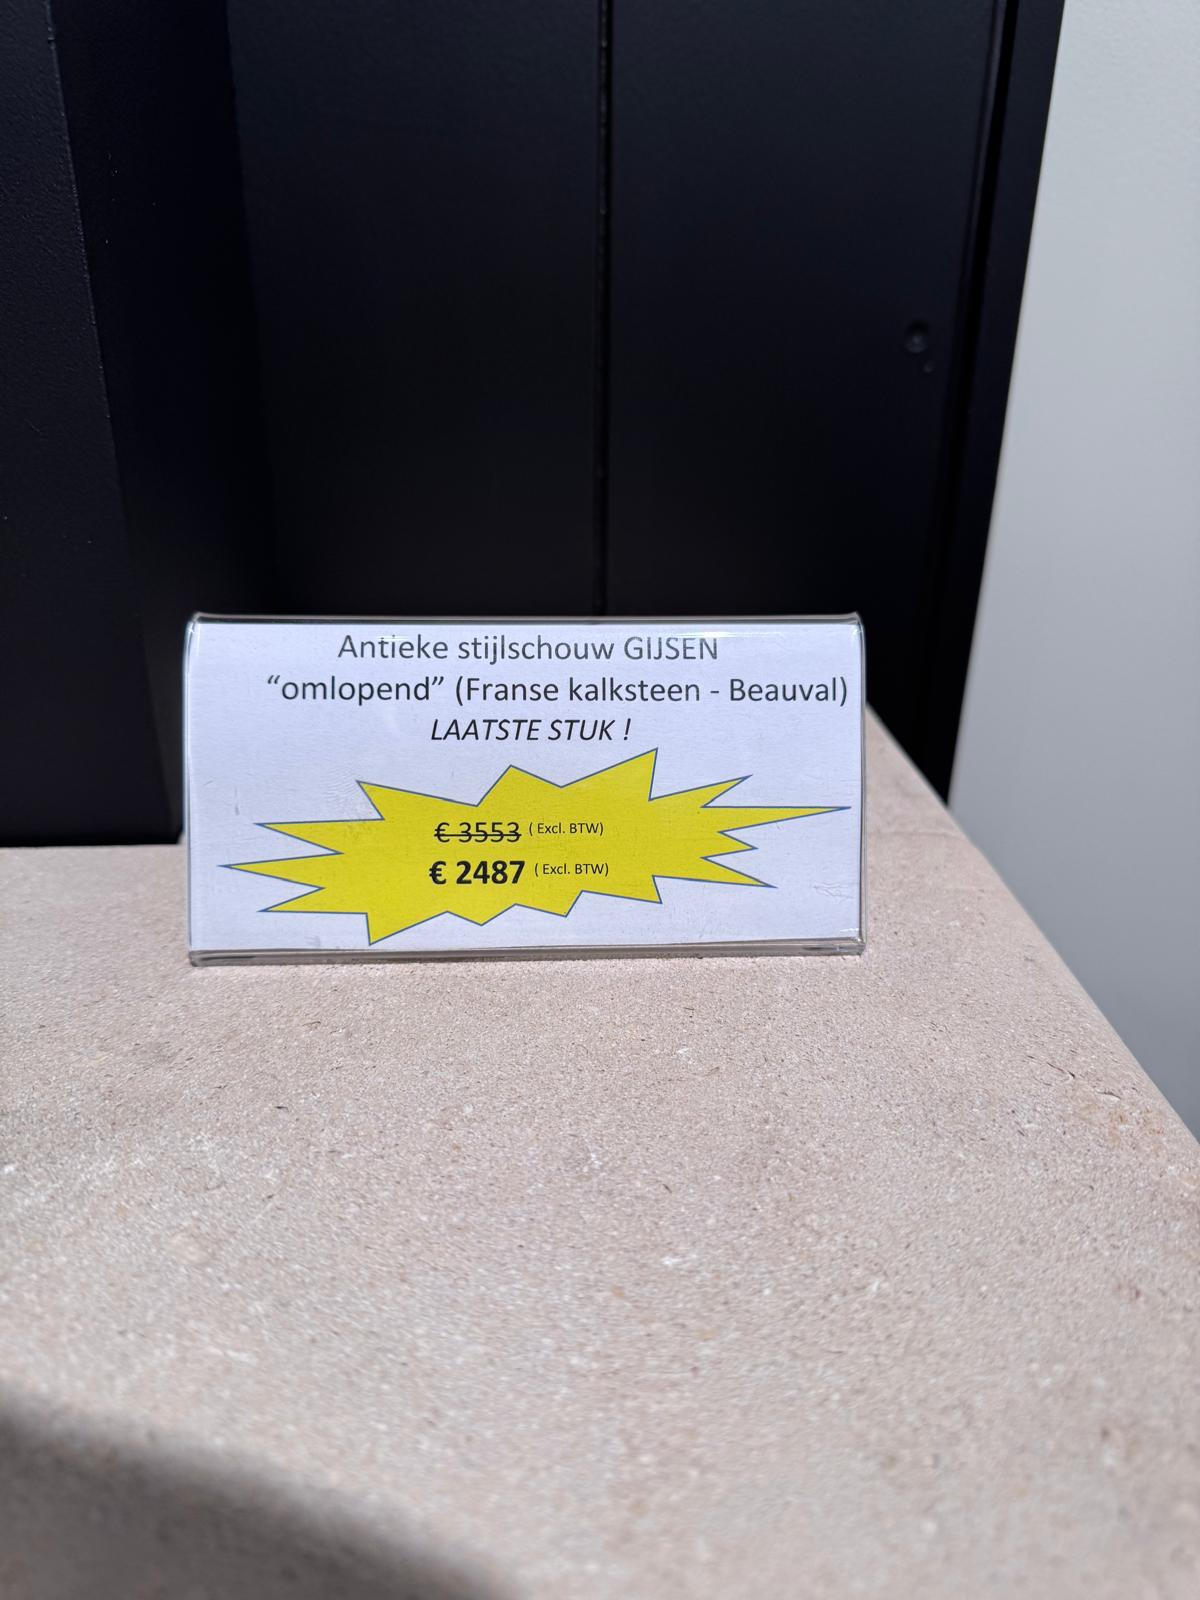 Antieke stijlschouw GIJSEN
“omlopend” (Franse kalksteen - Beauval)
LAATSTE STUK !
€ 3553 ( Excl. BTW)
€ 2487 ( Excl. BTW)